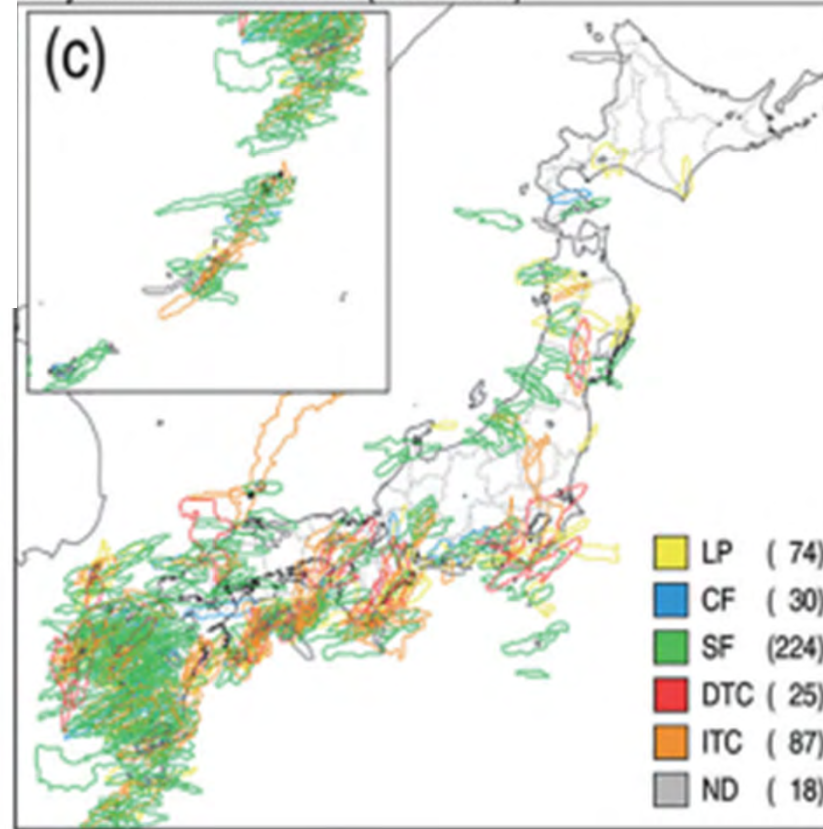 (c)
LP ( 74)
CF ( 30)
SF (224)
DTC ( 25)
ITC ( 87)
ND ( 18)